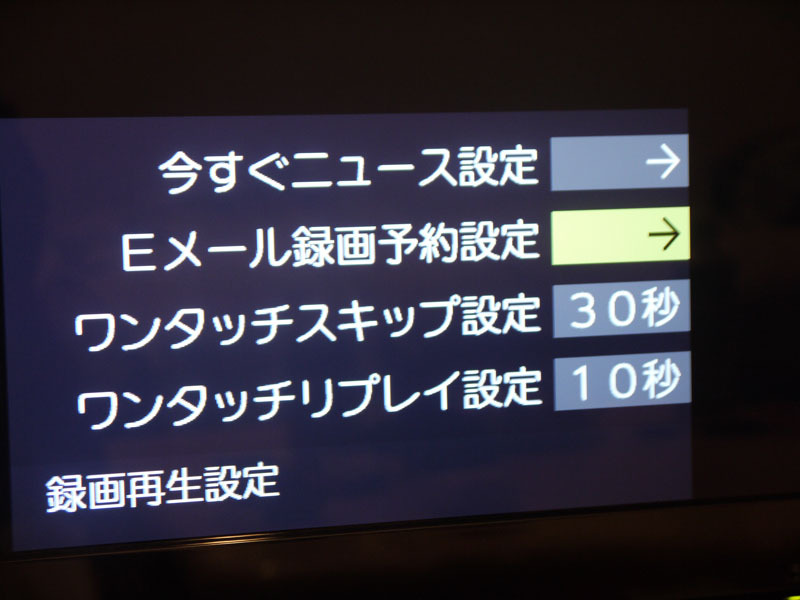 今すぐニュース設定 →
Ｅメール録画予約設定 →
ワンタッチスキップ設定 ３０秒
ワンタッチリプレイ設定 １０秒
録画再生設定